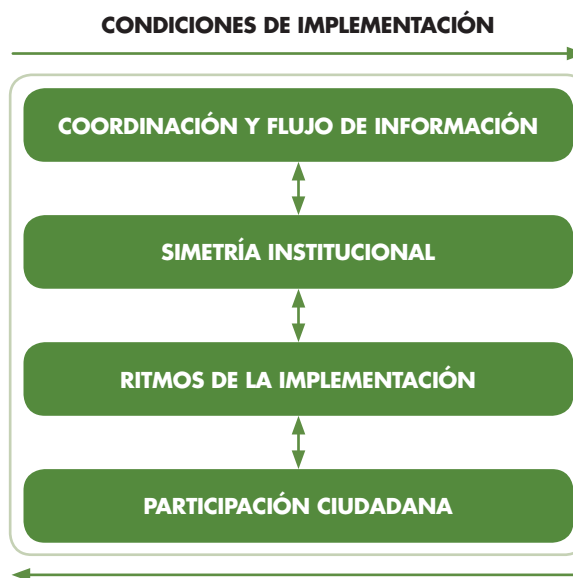 CONDICIONES DE IMPLEMENTACIÓN
COORDINACIÓN Y FLUJO DE INFORMACIÓN
SIMETRÍA INSTITUCIONAL
RITMOS DE LA IMPLEMENTACIÓN
PARTICIPACIÓN CIUDADANA